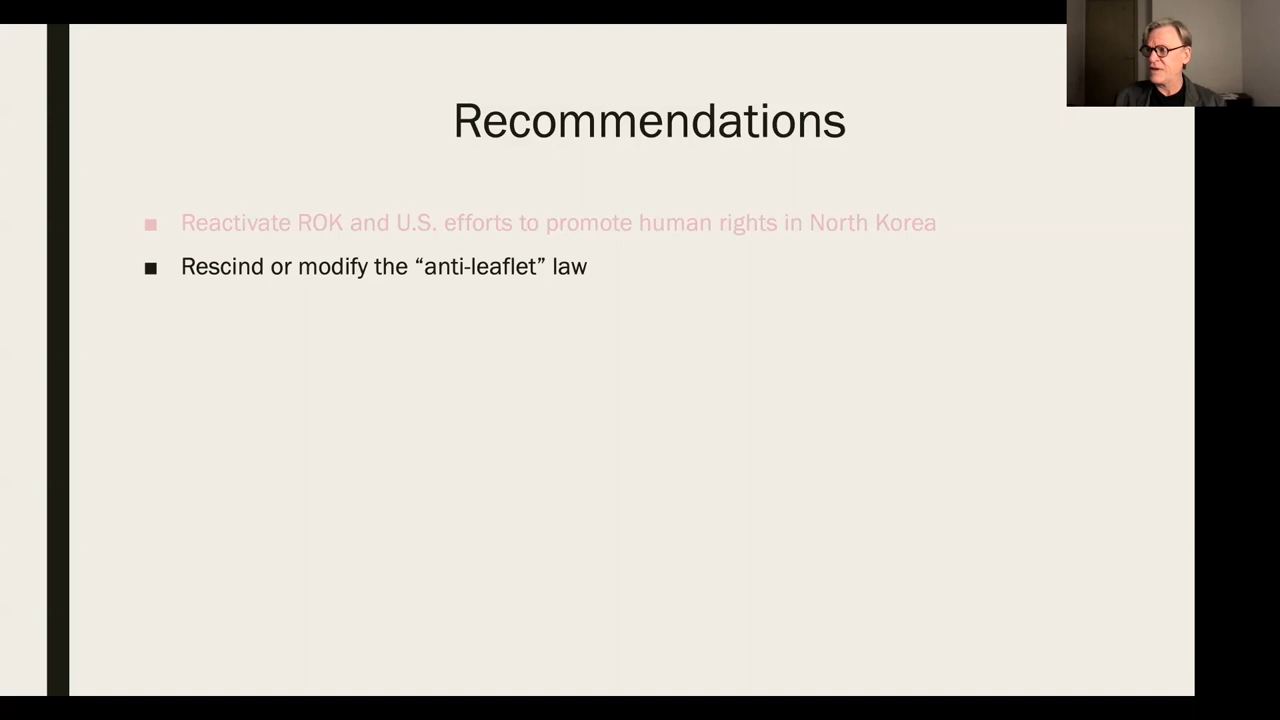 Recommendations
■ Reactivate ROK and U.S. efforts to promote human rights in North Korea
■ Rescind or modify the “anti-leaflet” law